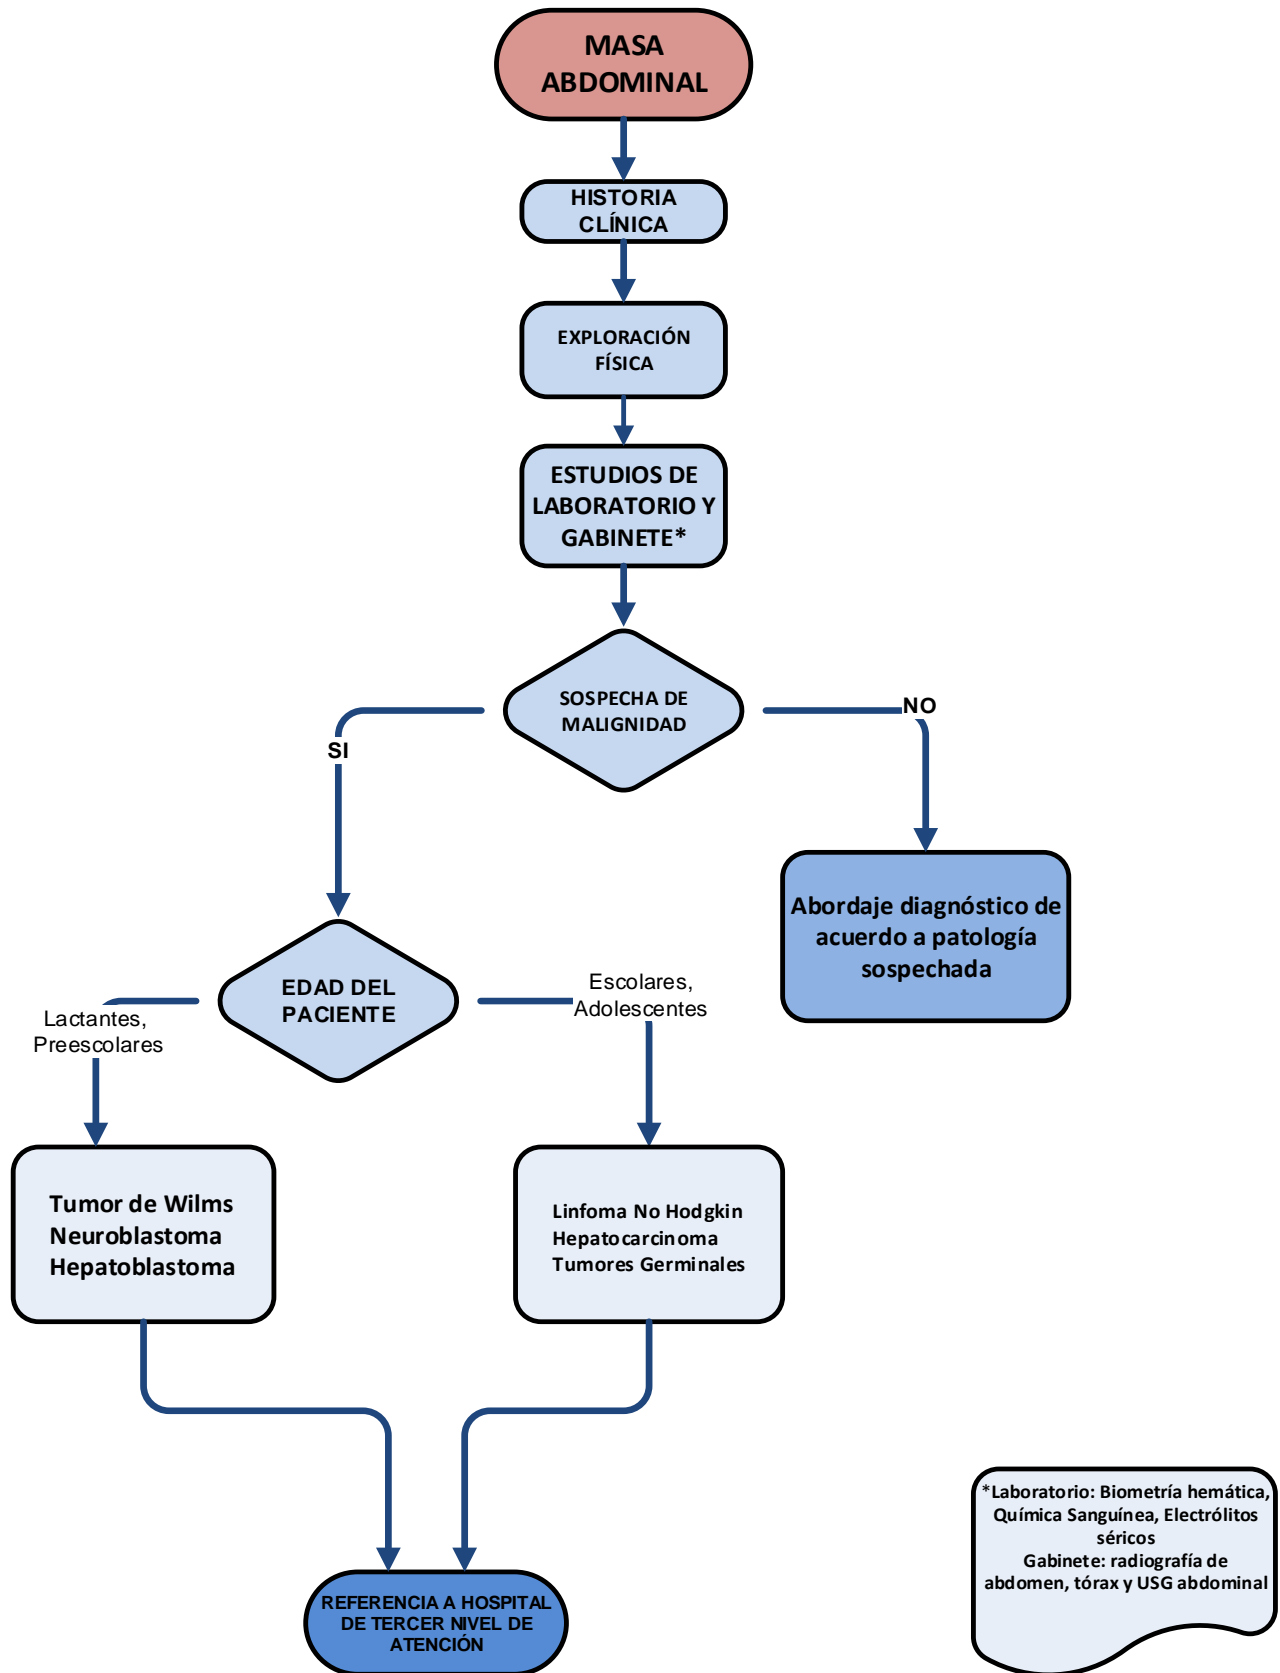 MASA
ABDOMINAL
HISTORIA
CLÍNICA
EXPLORACIÓN
FÍSICA
ESTUDIOS DE
LABORATORIO Y
GABINETE*
SOSPECHA DE
MALIGNIDAD
NO
SI
Abordaje diagnóstico de
acuerdo a patología
sospechada
EDAD DEL
PACIENTE
Lactantes,
Preescolares
Escolares,
Adolescentes
Tumor de Wilms
Neuroblastoma
Hepatoblastoma
Linfoma No Hodgkin
Hepatocarcinoma
Tumores Germinales
REFERENCIA A HOSPITAL
DE TERCER NIVEL DE
ATENCIÓN
*Laboratorio: Biometría hemática,
Química Sanguínea, Electrólitos
séricos
Gabinete: radiografía de
abdomen, tórax y USG abdominal